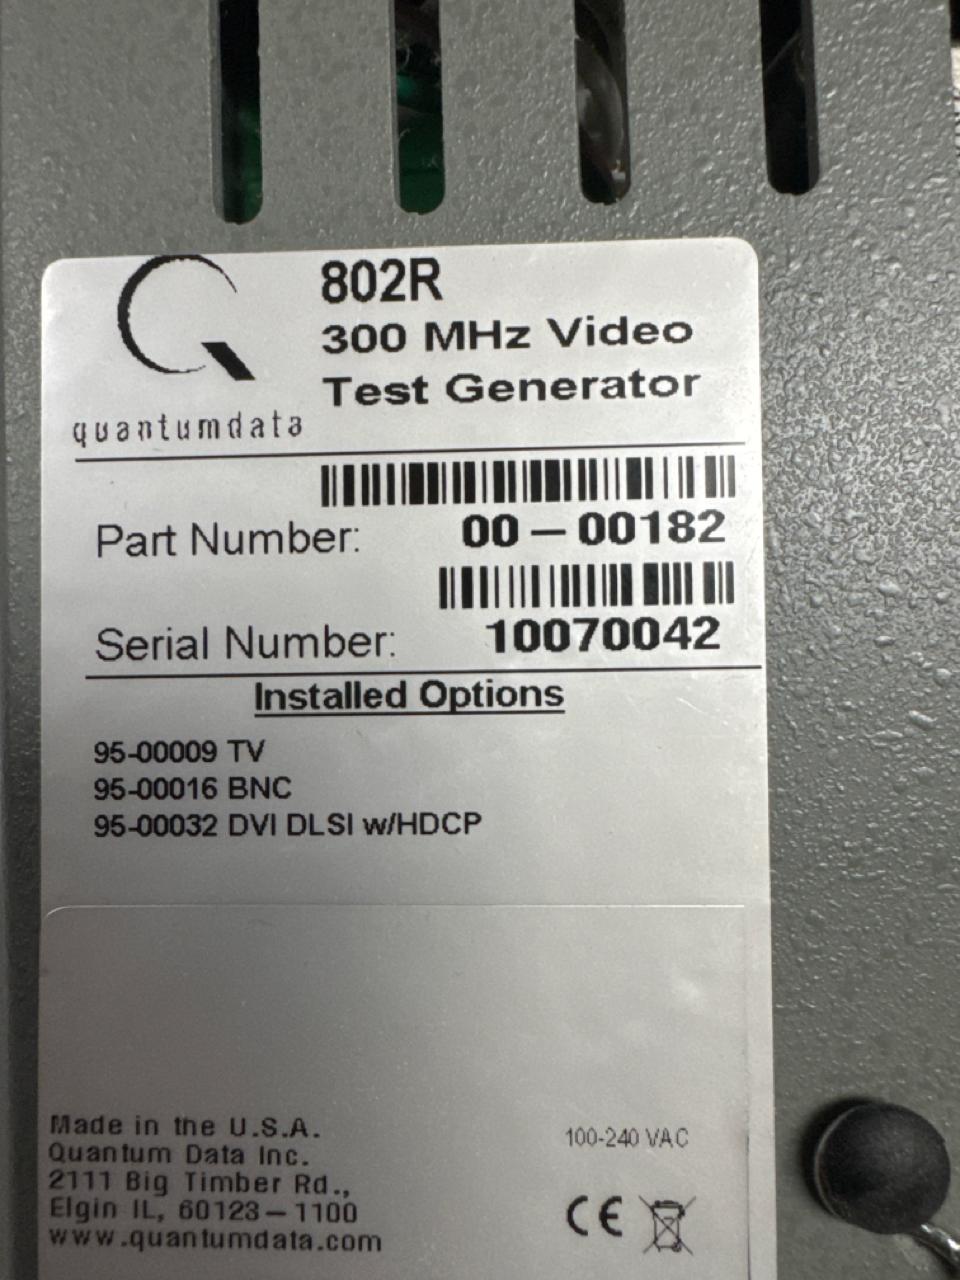 802R
300 MHz Video
Test Generator
quantumdata
Part Number: 00-00182
Serial Number: 10070042
Installed Options
95-00009 TV
95-00016 BNC
95-00032 DVI DLSI w/HDCP
Made in the U.S.A.
Quantum Data Inc.
2111 Big Timber Rd.,
Elgin IL, 60123-1100
www.quantumdata.com
100-240 VAC
CE